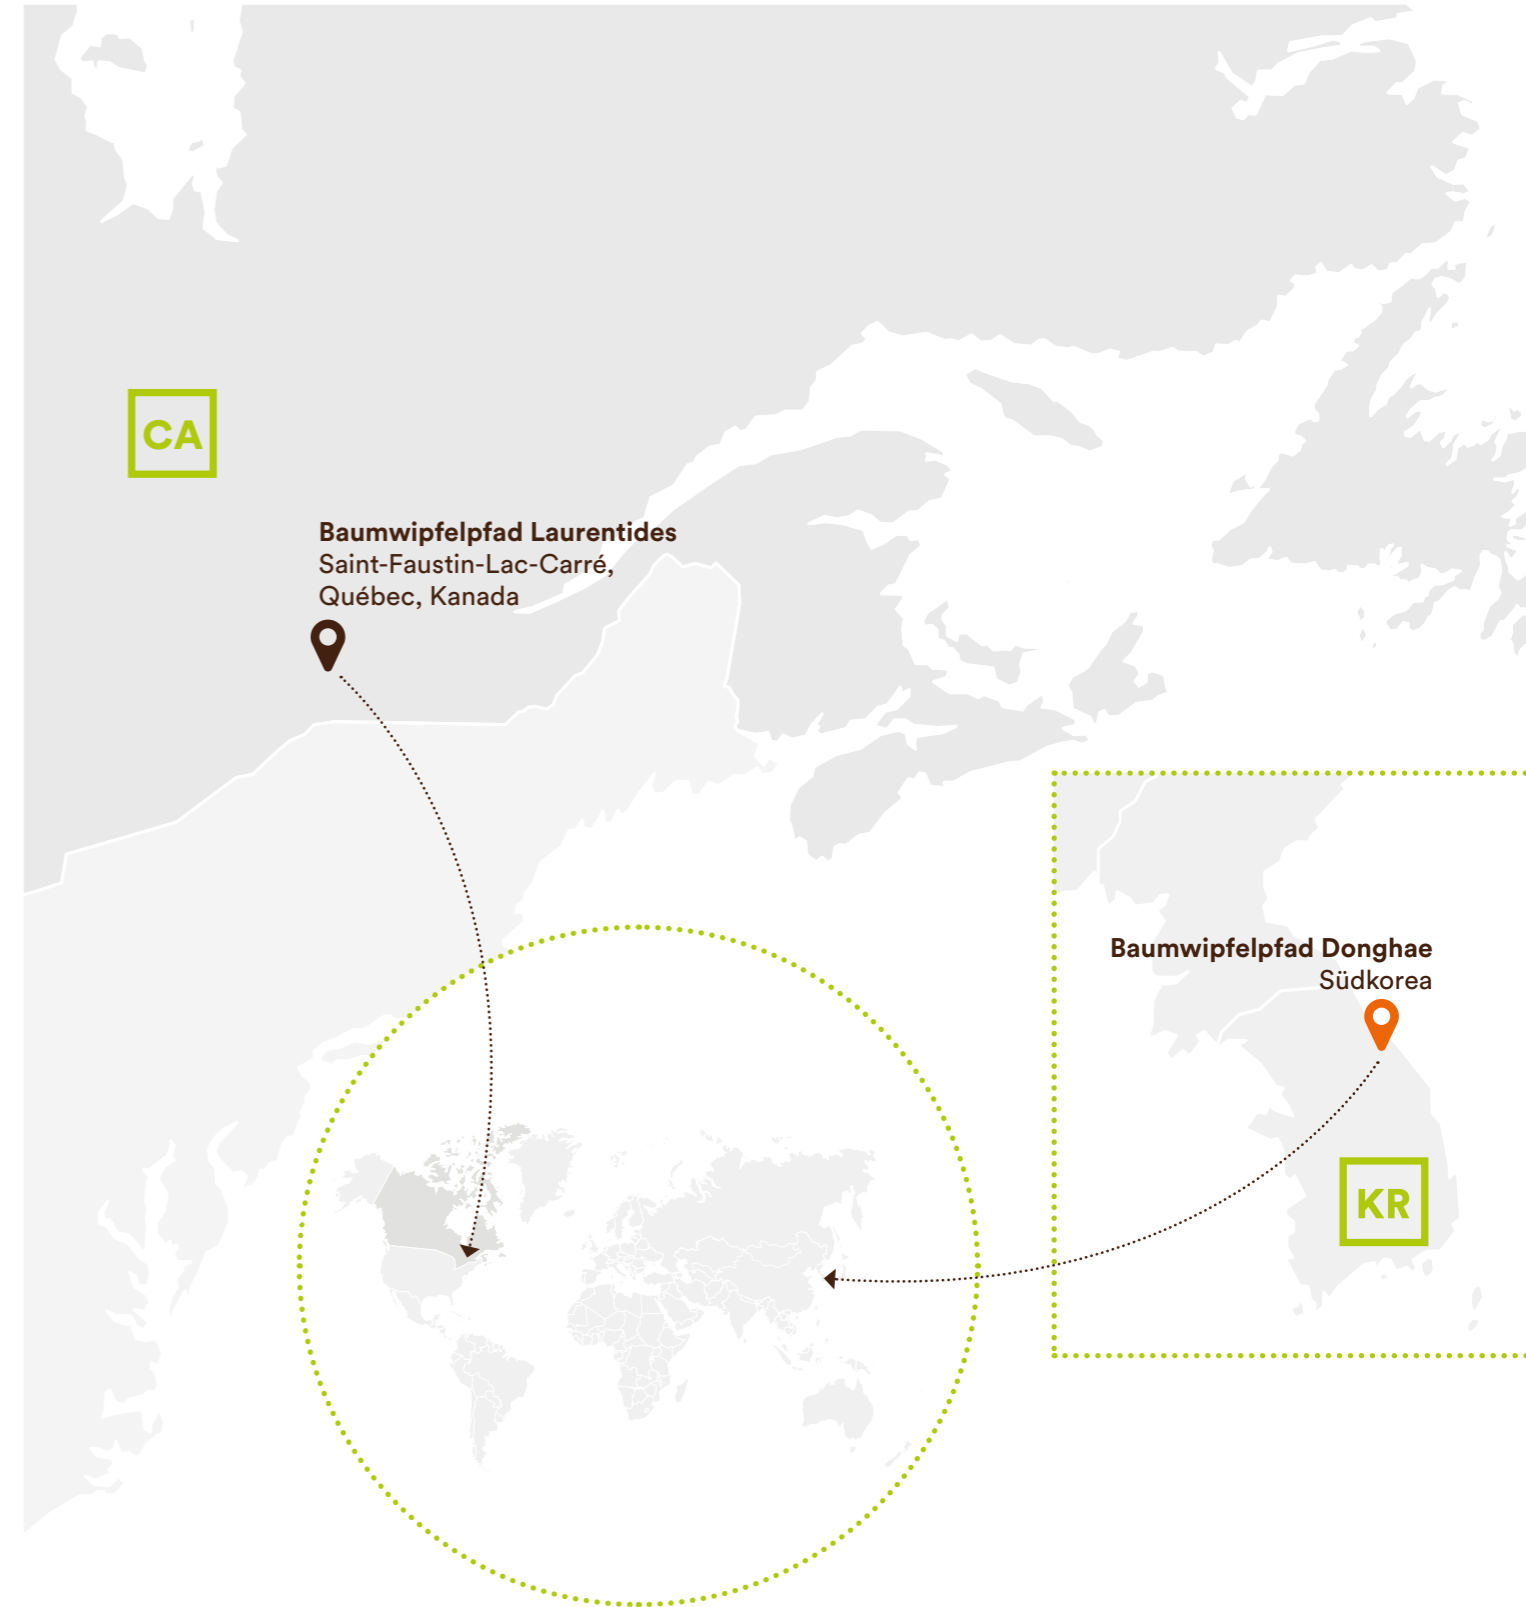 CA
Baumwipfelpfad Laurentides
Saint-Faustin-Lac-Carré,
Québec, Kanada
Baumwipfelpfad Donghae
Südkorea
KR